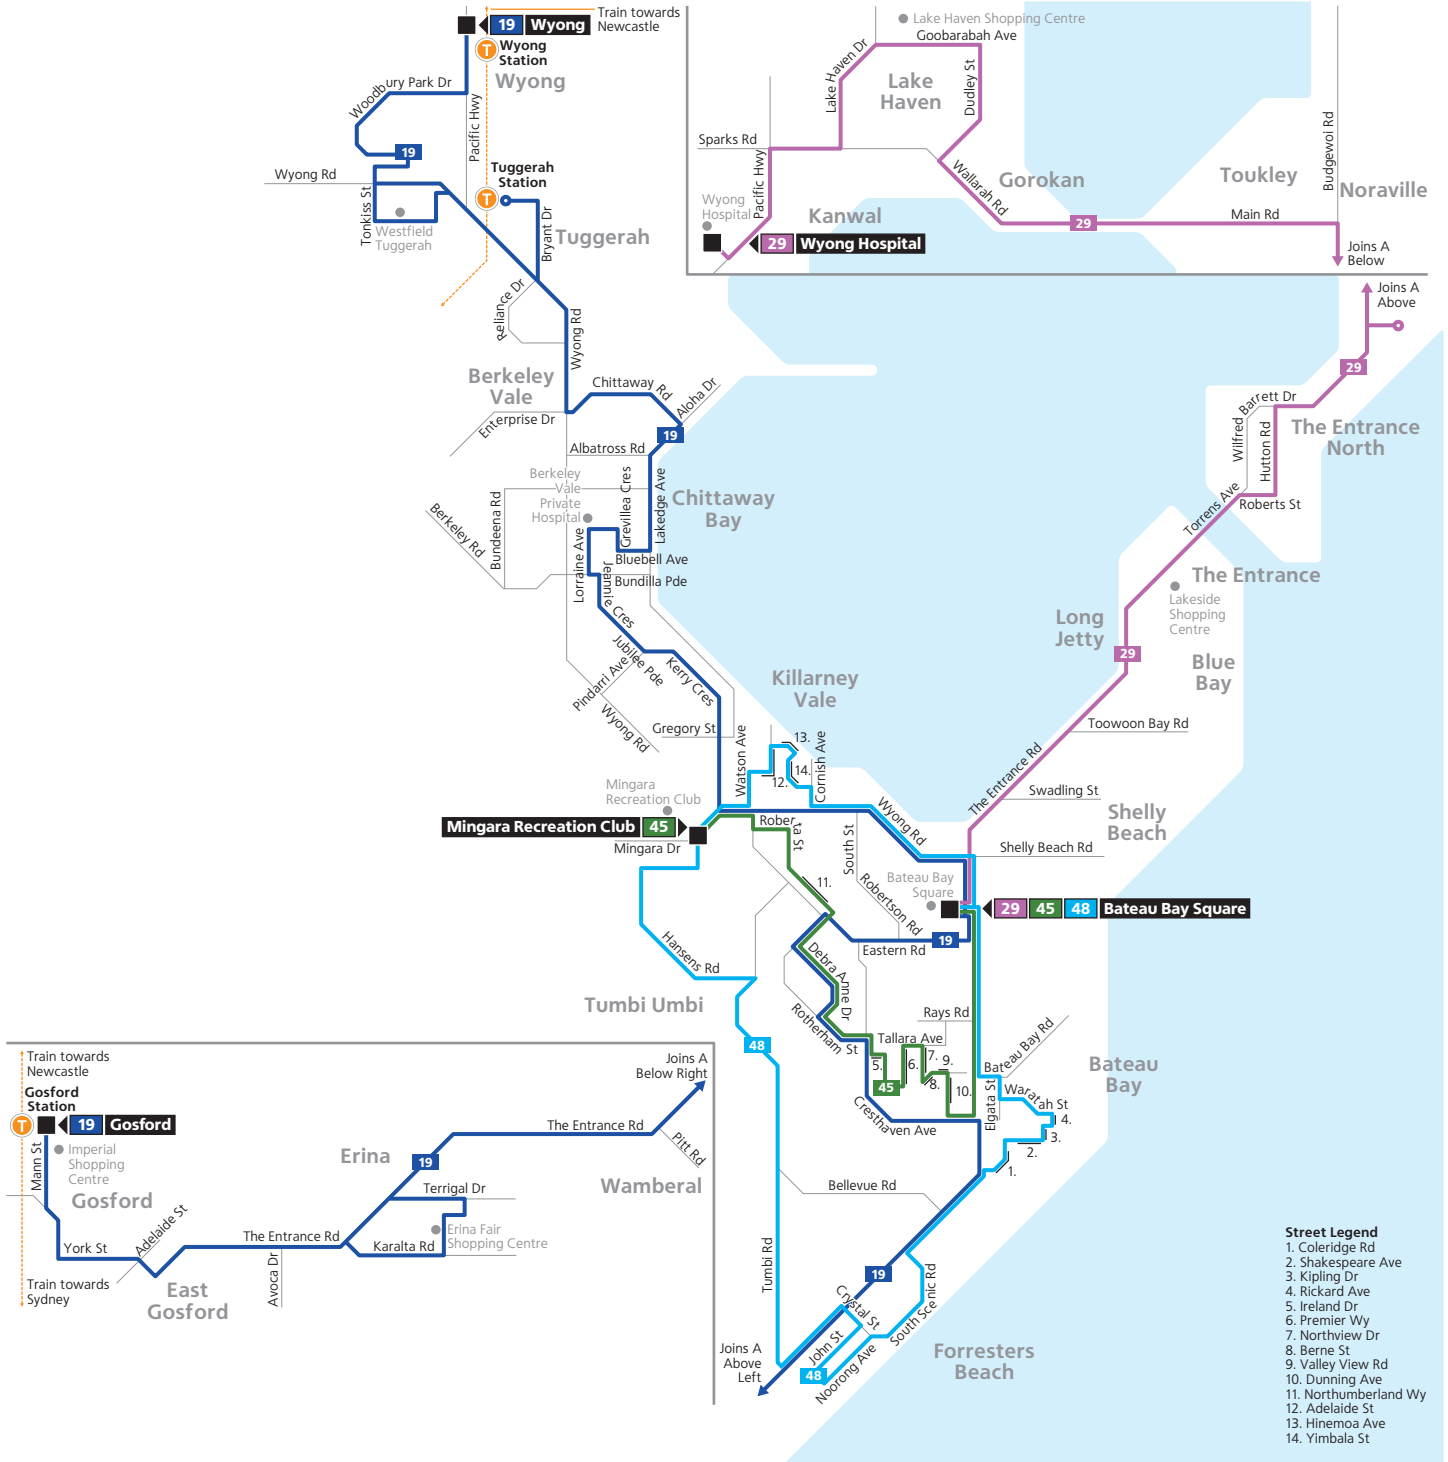 19 Wyong
Train towards
Newcastle
T
Wyong
Station
Wyong
Woodbury Park Dr
Pacific Hwy
19
Wyong Rd
Tuggerah
Station
T
Tonkiss St
Westfield
Tuggerah
Bryant Dr
Tuggerah
Reliance Dr
Wyong Rd
Berkeley
Vale
Chittaway Rd
Aloha Dr
Enterprise Dr
19
Albatross Rd
Berkeley
Vale
Private
Hospital
Grevillea Cres
Lakedge Ave
Chittaway
Bay
Bundeena Rd
Berkeley Rd
Lorraine Ave
Bluebell Ave
Bundilla Pde
Jeannie Cres
Jubilee Pde
Pindarri Ave
Kerry Cres
Wyong Rd
Gregory St
Lake Haven Shopping Centre
Goobarabah Ave
Lake Haven Dr
Lake
Haven
Dudley St
Sparks Rd
Pacific Hwy
Wallarah Rd
Gorokan
Toukley
Budgewoi Rd
Noraville
Wyong
Hospital
Kanwal
29
Main Rd
29 Wyong Hospital
Joins A
Below
Joins A
Above
29
Barrett Dr
Wilfred
Hutton Rd
The Entrance
North
Torrens Ave
Roberts St
The Entrance
Lakeside
Shopping
Centre
Long
Jetty
29
Blue
Bay
Killarney
Vale
Toowoon Bay Rd
The Entrance Rd
Swadling St
Shelly
Beach
Shelly Beach Rd
Watson Ave
13.
12.
14.
Cornish Ave
Mingara
Recreation Club
Mingara Recreation Club 45
Mingara Dr
Roberta St
South St
Wyong Rd
11.
Robertson Rd
Bateau Bay
Square
29 45 48 Bateau Bay Square
19
Eastern Rd
Hansens Rd
Debra Anne Dr
Tumbi Umbi
Rotherham St
Rays Rd
Tallara Ave
48
5.
6.
7.
8.
9.
10.
45
Bateau Bay Rd
Bateau
Bay
Waratah St
Elgata St
4.
3.
2.
1.
Cresthaven Ave
Bellevue Rd
Tumbi Rd
19
Crystal St
South Scenic Rd
John St
48
Noorong Ave
Forresters
Beach
Joins A
Above
Left
Train towards
Newcastle
Gosford
Station
T
19 Gosford
Mann St
Imperial
Shopping
Centre
Gosford
York St
Adelaide St
Train towards
Sydney
East
Gosford
The Entrance Rd
Avoca Dr
Erina
19
Terrigal Dr
Karalta Rd
Erina Fair
Shopping Centre
The Entrance Rd
Joins A
Below Right
Pitt Rd
Wamberal
Street Legend
1. Coleridge Rd
2. Shakespeare Ave
3. Kipling Dr
4. Rickard Ave
5. Ireland Dr
6. Premier Wy
7. Northview Dr
8. Berne St
9. Valley View Rd
10. Dunning Ave
11. Northumberland Wy
12. Adelaide St
13. Hinemoa Ave
14. Yimbala St